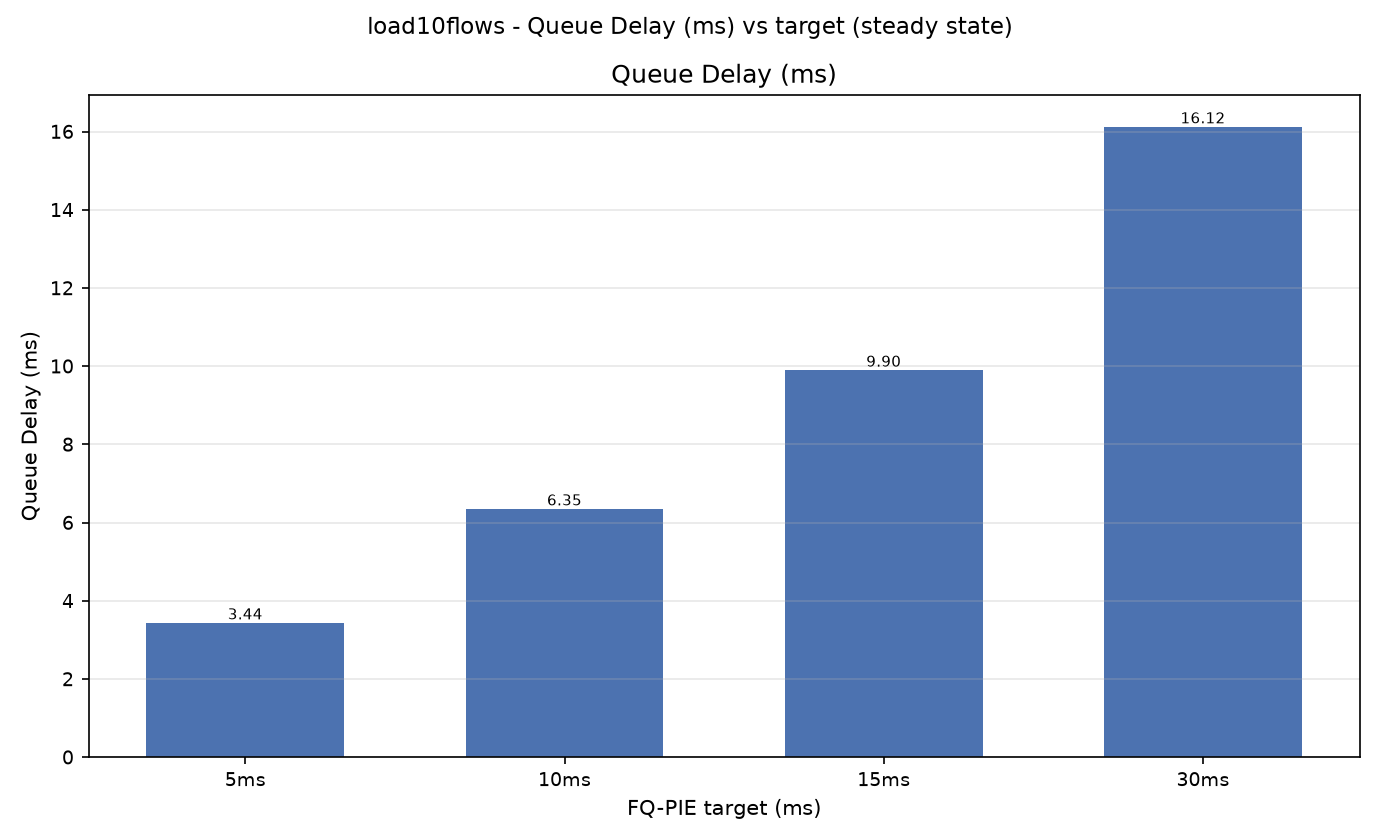 load10flows - Queue Delay (ms) vs target (steady state)
Queue Delay (ms)
Queue Delay (ms)
16
14
12
10
8
6
4
2
0
3.44
6.35
9.90
16.12
5ms
10ms
15ms
30ms
FQ-PIE target (ms)